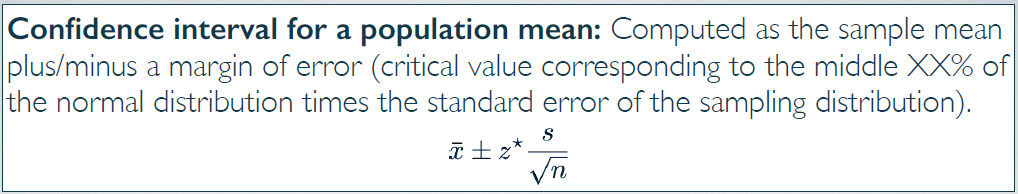 Confidence interval for a population mean: Computed as the sample mean
plus/minus a margin of error (critical value corresponding to the middle XX% of
the normal distribution times the standard error of the sampling distribution).
x̄ ± z⋆ s/√n